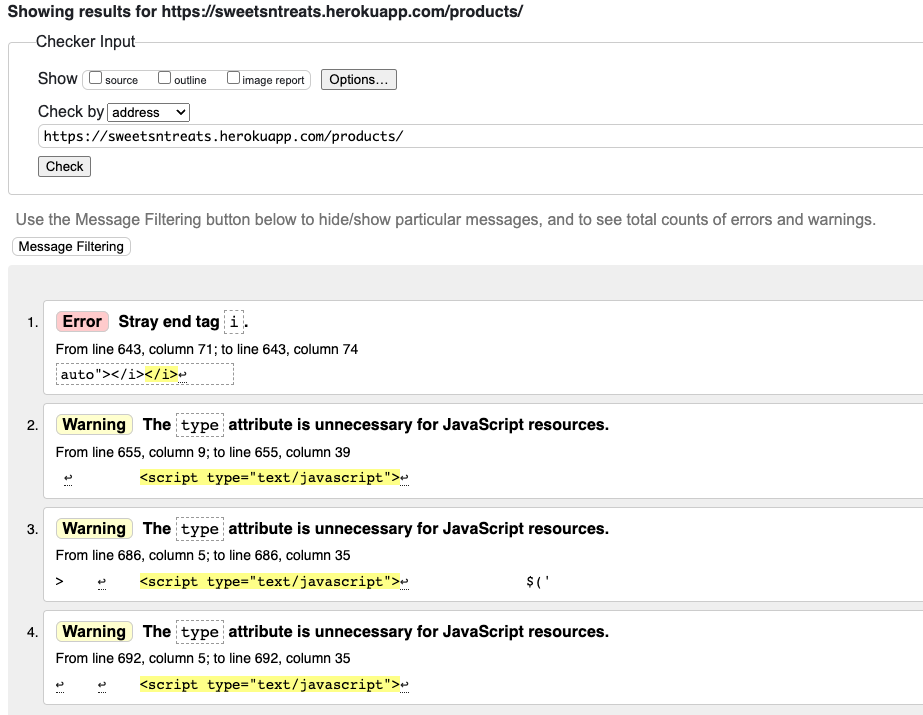 Showing results for https://sweetsntreats.herokuapp.com/products/
Checker Input
Show source outline image report Options...
Check by address
https://sweetsntreats.herokuapp.com/products/
Check
Use the Message Filtering button below to hide/show particular messages, and to see total counts of errors and warnings.
Message Filtering
1. Error Stray end tag i.
From line 643, column 71; to line 643, column 74
auto"></i></i>↩
2. Warning The type attribute is unnecessary for JavaScript resources.
From line 655, column 9; to line 655, column 39
↩ <script type="text/javascript">↩
3. Warning The type attribute is unnecessary for JavaScript resources.
From line 686, column 5; to line 686, column 35
> ↩ <script type="text/javascript">↩ $('
4. Warning The type attribute is unnecessary for JavaScript resources.
From line 692, column 5; to line 692, column 35
↩ ↩ <script type="text/javascript">↩